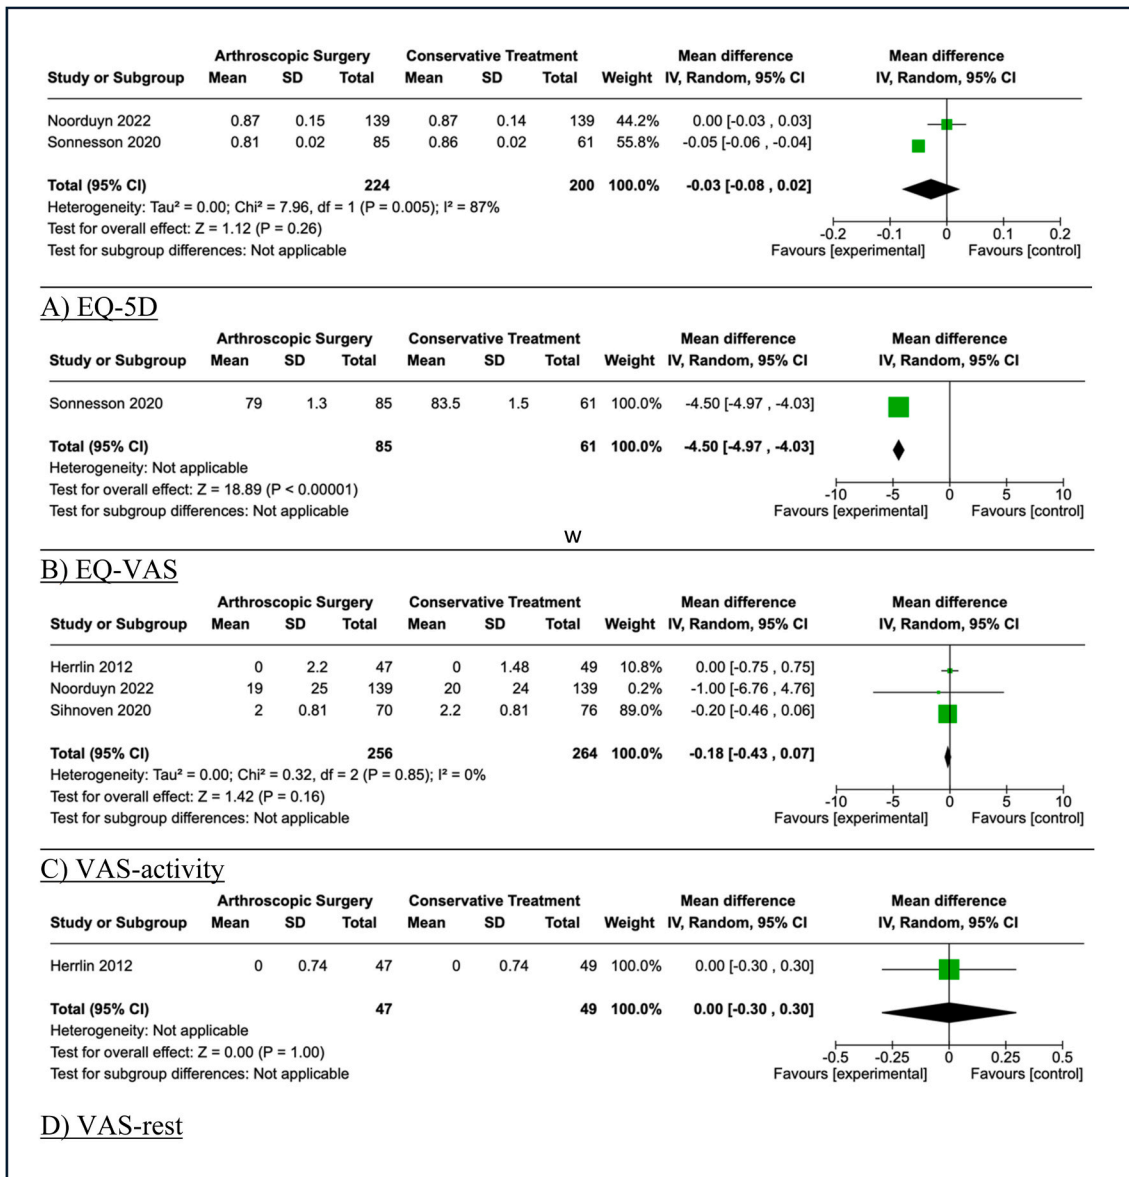 Arthroscopic Surgery Conservative Treatment Mean difference Mean difference
Study or Subgroup Mean SD Total Mean SD Total Weight IV, Random, 95% CI IV, Random, 95% CI
Noorduyn 2022 0.87 0.15 139 0.87 0.14 139 44.2% 0.00 [-0.03 , 0.03]
Sonnesson 2020 0.81 0.02 85 0.86 0.02 61 55.8% -0.05 [-0.06 , -0.04]
Total (95% CI) 224 200 100.0% -0.03 [-0.08 , 0.02]
Heterogeneity: Tau² = 0.00; Chi² = 7.96, df = 1 (P = 0.005); I² = 87%
Test for overall effect: Z = 1.12 (P = 0.26)
-0.2 -0.1 0 0.1 0.2
Test for subgroup differences: Not applicable Favours [experimental] Favours [control]
A) EQ-5D
Arthroscopic Surgery Conservative Treatment Mean difference Mean difference
Study or Subgroup Mean SD Total Mean SD Total Weight IV, Random, 95% CI IV, Random, 95% CI
Sonnesson 2020 79 1.3 85 83.5 1.5 61 100.0% -4.50 [-4.97 , -4.03]
Total (95% CI) 85 61 100.0% -4.50 [-4.97 , -4.03]
Heterogeneity: Not applicable
Test for overall effect: Z = 18.89 (P < 0.00001)
-10 -5 0 5 10
Test for subgroup differences: Not applicable Favours [experimental] Favours [control]
w
B) EQ-VAS
Arthroscopic Surgery Conservative Treatment Mean difference Mean difference
Study or Subgroup Mean SD Total Mean SD Total Weight IV, Random, 95% CI IV, Random, 95% CI
Herrlin 2012 0 2.2 47 0 1.48 49 10.8% 0.00 [-0.75 , 0.75]
Noorduyn 2022 19 25 139 20 24 139 0.2% -1.00 [-6.76 , 4.76]
Sihnoven 2020 2 0.81 70 2.2 0.81 76 89.0% -0.20 [-0.46 , 0.06]
Total (95% CI) 256 264 100.0% -0.18 [-0.43 , 0.07]
Heterogeneity: Tau² = 0.00; Chi² = 0.32, df = 2 (P = 0.85); I² = 0%
Test for overall effect: Z = 1.42 (P = 0.16)
-10 -5 0 5 10
Test for subgroup differences: Not applicable Favours [experimental] Favours [control]
C) VAS-activity
Arthroscopic Surgery Conservative Treatment Mean difference Mean difference
Study or Subgroup Mean SD Total Mean SD Total Weight IV, Random, 95% CI IV, Random, 95% CI
Herrlin 2012 0 0.74 47 0 0.74 49 100.0% 0.00 [-0.30 , 0.30]
Total (95% CI) 47 49 100.0% 0.00 [-0.30 , 0.30]
Heterogeneity: Not applicable
Test for overall effect: Z = 0.00 (P = 1.00)
-0.5 -0.25 0 0.25 0.5
Test for subgroup differences: Not applicable Favours [experimental] Favours [control]
D) VAS-rest